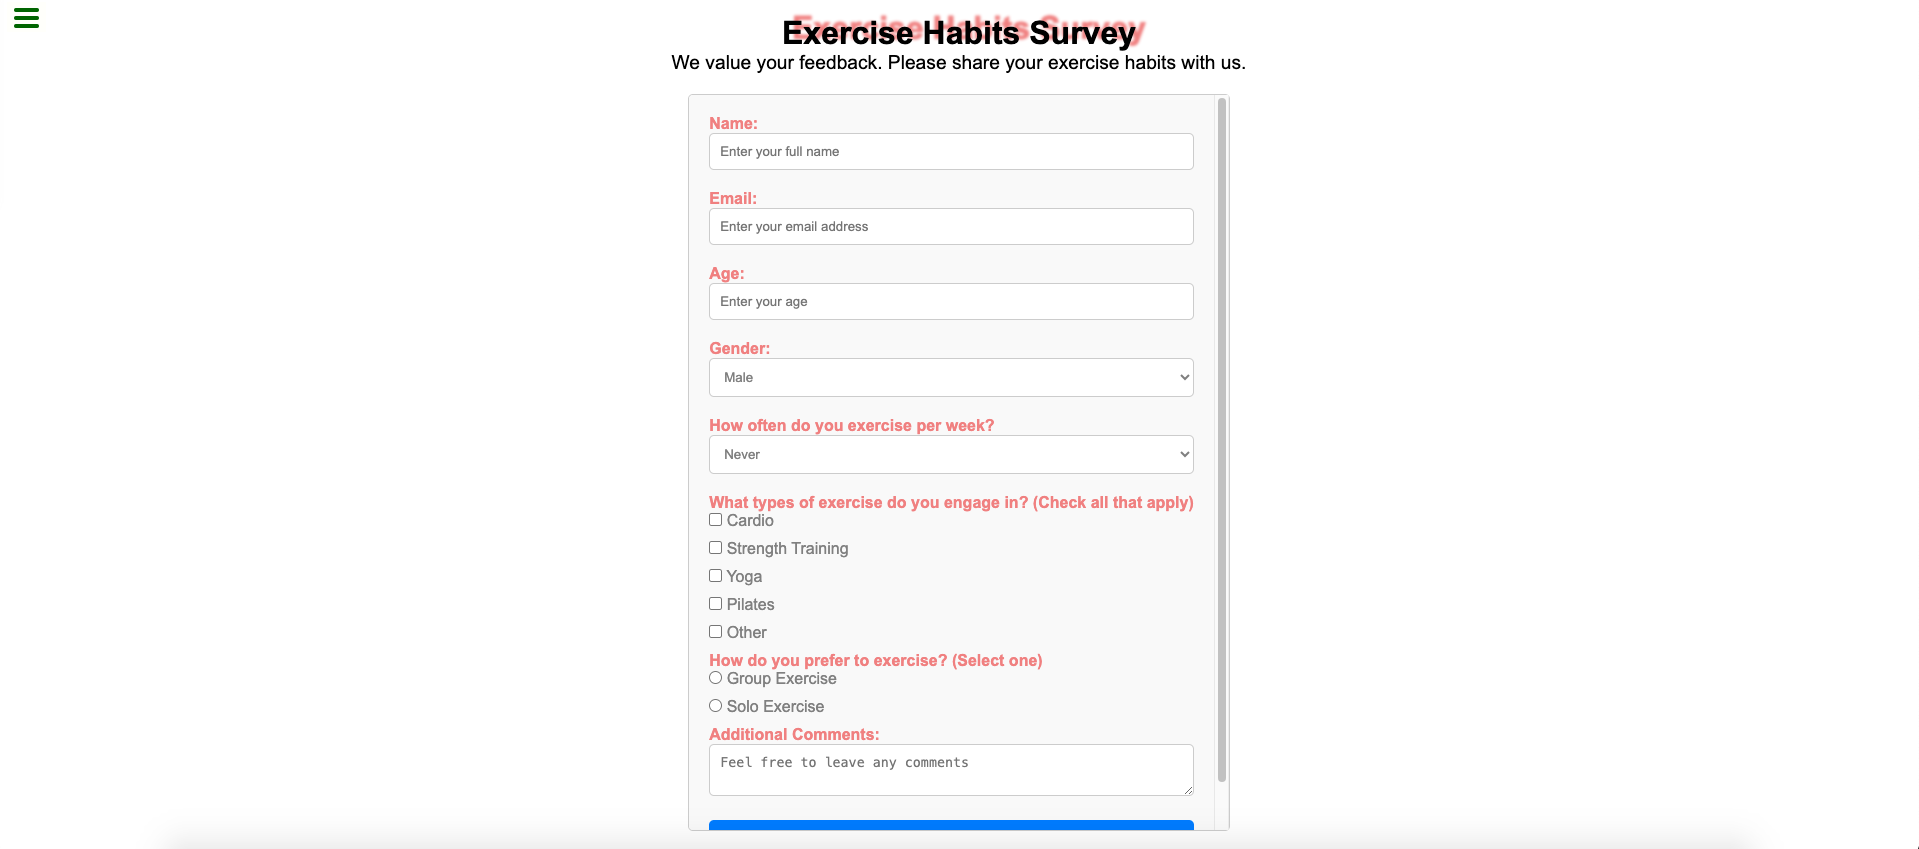 Exercise Habits Survey
We value your feedback. Please share your exercise habits with us.
Name:
Enter your full name
Email:
Enter your email address
Age:
Enter your age
Gender:
Male
How often do you exercise per week?
Never
What types of exercise do you engage in? (Check all that apply)
Cardio
Strength Training
Yoga
Pilates
Other
How do you prefer to exercise? (Select one)
Group Exercise
Solo Exercise
Additional Comments:
Feel free to leave any comments